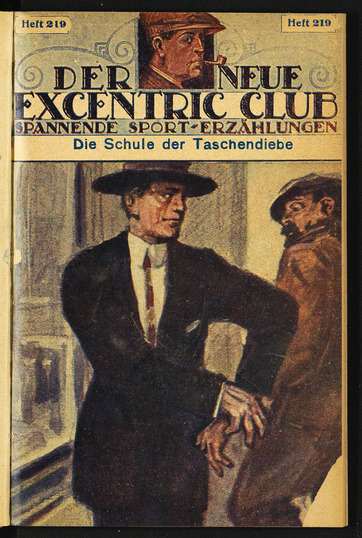 Heft 219
Heft 219
DER NEUE
EXCENTRIC CLUB
SPANNENDE SPORT-ERZÄHLUNGEN
Die Schule der Taschendiebe